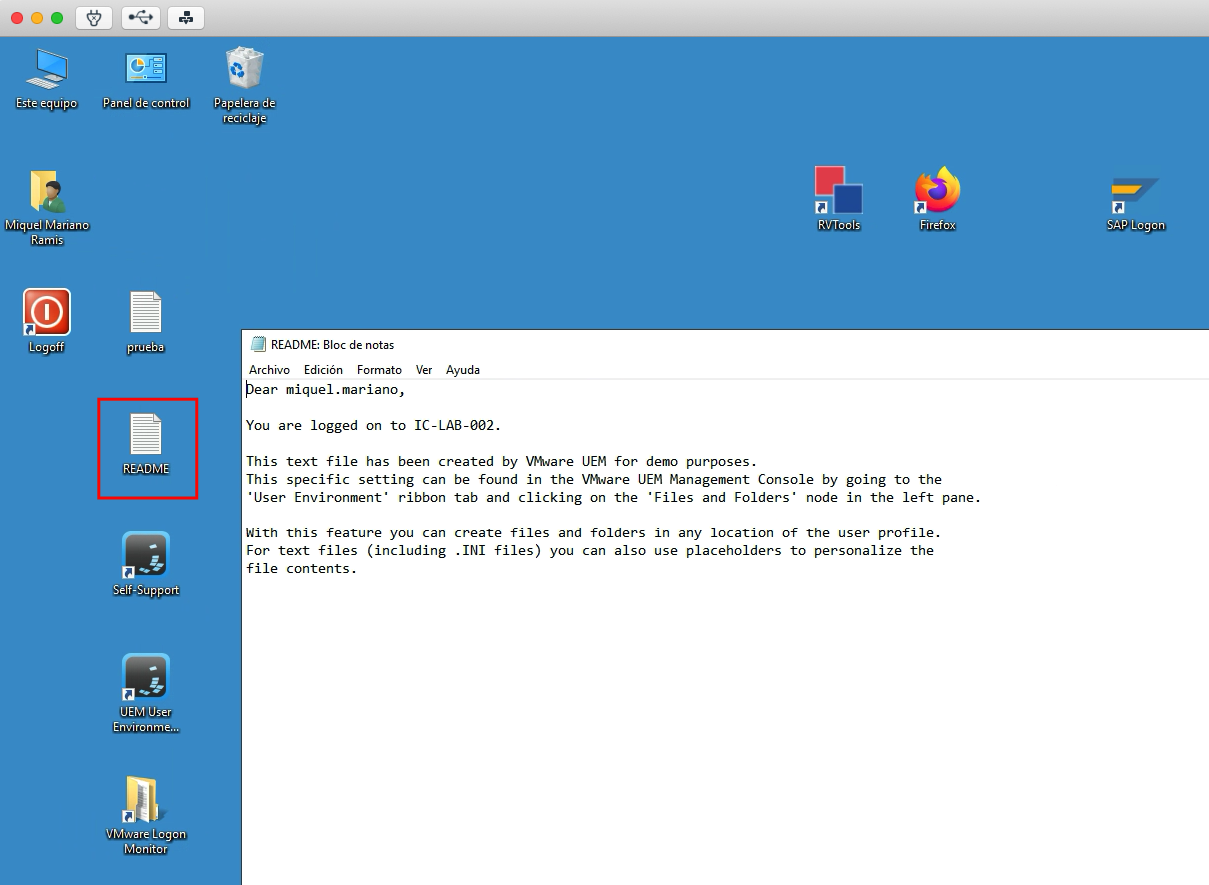 Este equipo
Panel de control
Papelera de
reciclaje
Miquel Mariano
Ramis
RVTools
Firefox
SAP Logon
Logoff
prueba
README
Self-Support
UEM User
Environme...
VMware Logon
Monitor
README: Bloc de notas
Archivo Edición Formato Ver Ayuda
Dear miquel.mariano,
You are logged on to IC-LAB-002.
This text file has been created by VMware UEM for demo purposes.
This specific setting can be found in the VMware UEM Management Console by going to the
'User Environment' ribbon tab and clicking on the 'Files and Folders' node in the left pane.
With this feature you can create files and folders in any location of the user profile.
For text files (including .INI files) you can also use placeholders to personalize the
file contents.